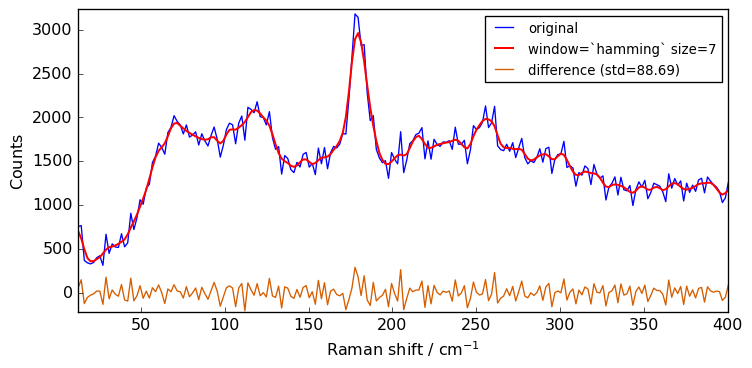 original
window=`hamming` size=7
difference (std=88.69)
Counts
3000
2500
2000
1500
1000
500
0
50 100 150 200 250 300 350 400
Raman shift / cm⁻¹